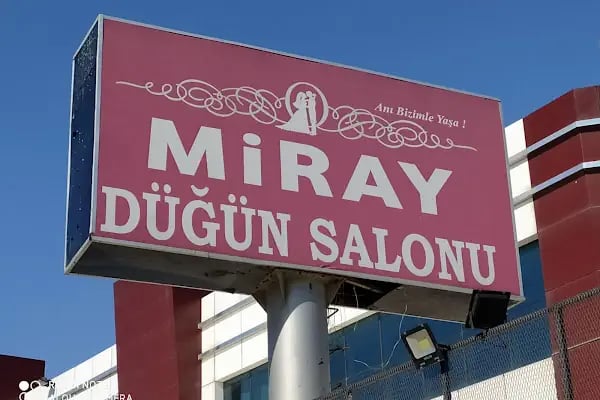 Anı Bizimle Yaşa !
MiRAY
DÜĞÜN SALONU